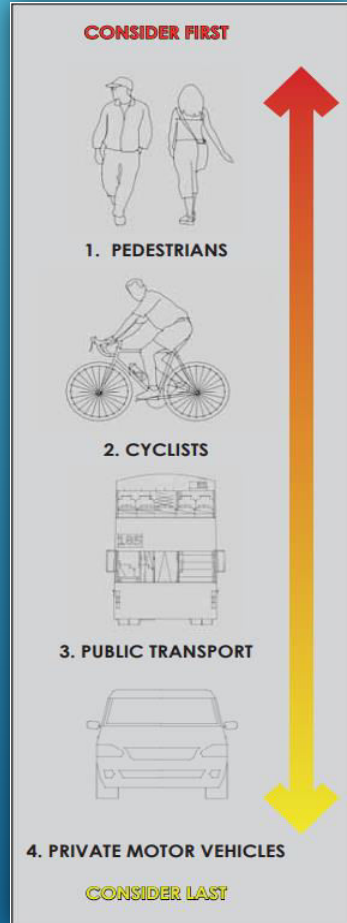 CONSIDER FIRST
1. PEDESTRIANS
2. CYCLISTS
3. PUBLIC TRANSPORT
4. PRIVATE MOTOR VEHICLES
CONSIDER LAST